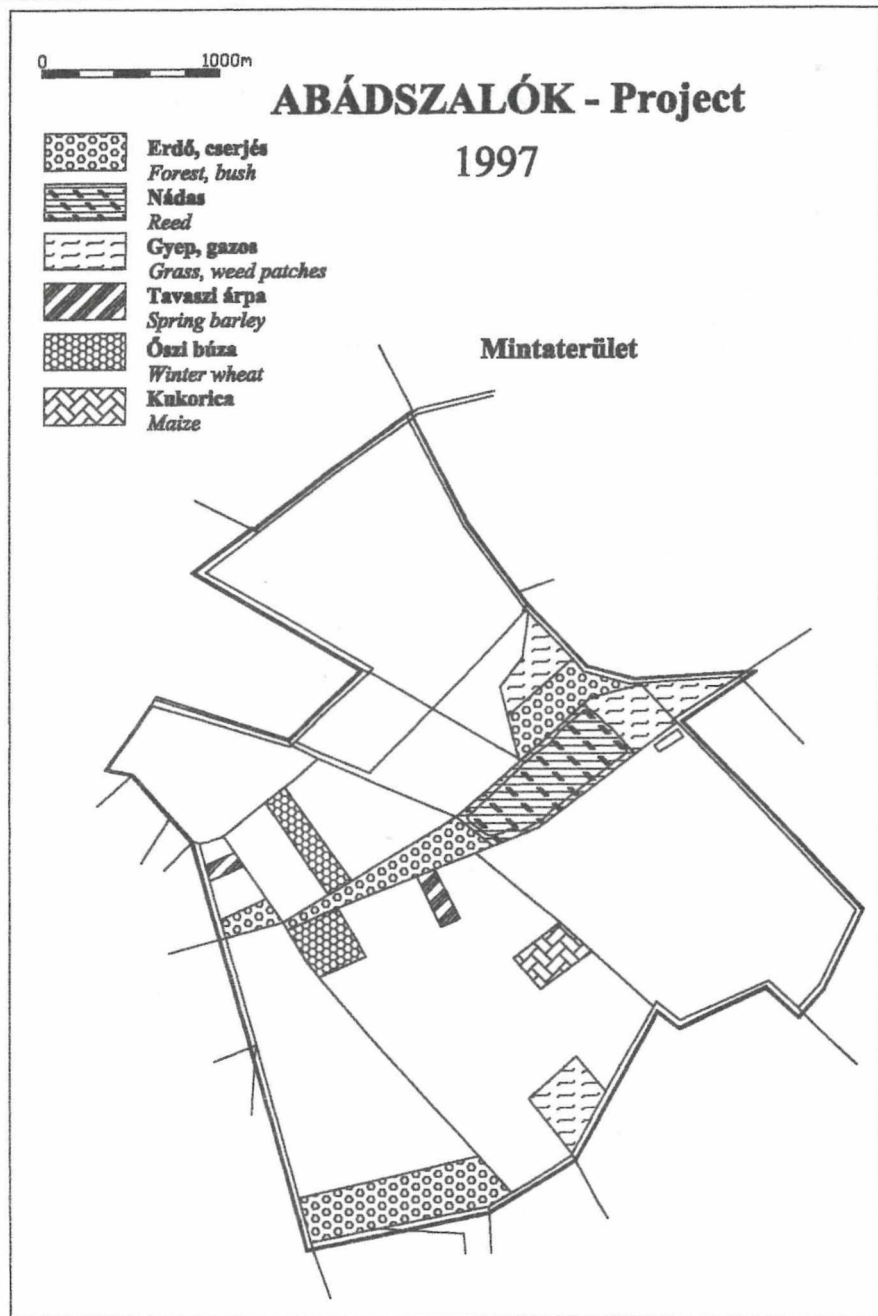 0 1000m
ABÁDSZALÓK - Project
1997
Erdő, cserjés
Forest, bush
Nádas
Reed
Gyep, gazos
Grass, weed patches
Tavaszi árpa
Spring barley
Őszi búza
Winter wheat
Kukorica
Maize
Mintaterület